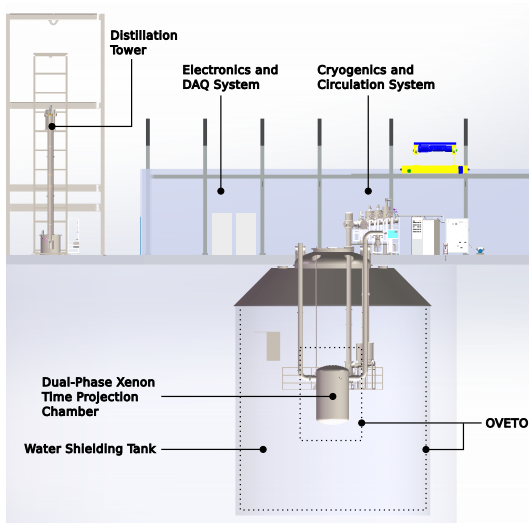 Distillation
Tower
Electronics and
DAQ System
Cryogenics and
Circulation System
Dual-Phase Xenon
Time Projection
Chamber
OVETO
Water Shielding Tank